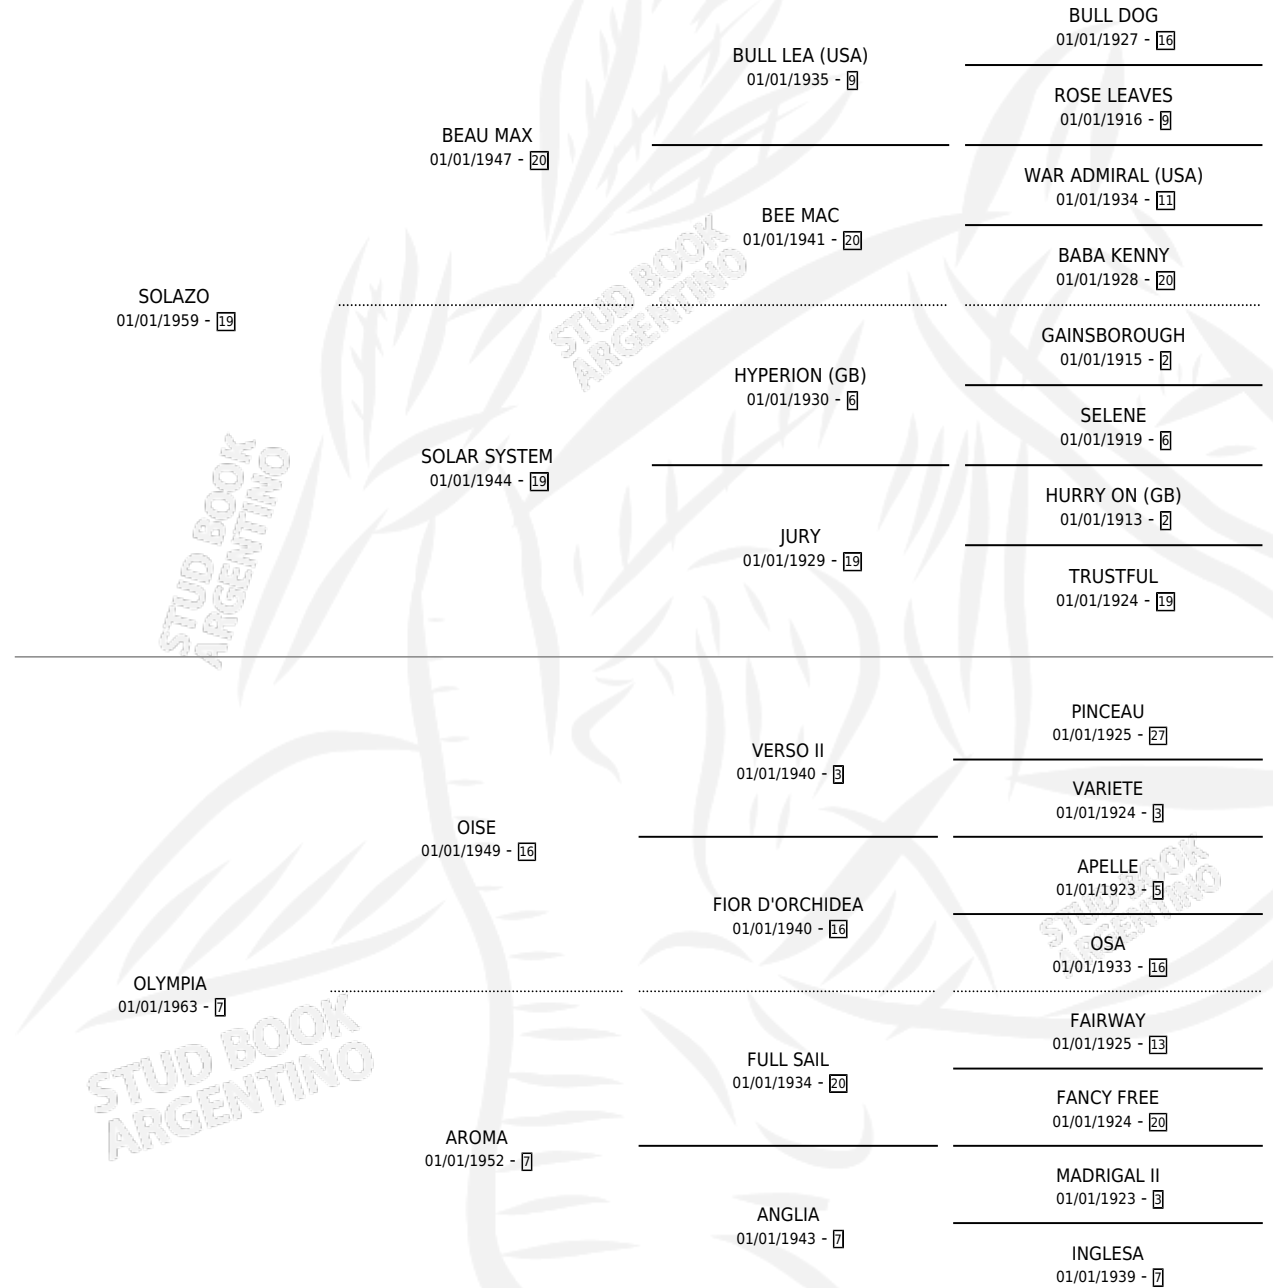 BULL DOG
01/01/1927 - 16
BULL LEA (USA)
01/01/1935 - 9
ROSE LEAVES
01/01/1916 - 9
BEAU MAX
01/01/1947 - 20
WAR ADMIRAL (USA)
01/01/1934 - 11
BEE MAC
01/01/1941 - 20
BABA KENNY
01/01/1928 - 20
SOLAZO
01/01/1959 - 19
GAINSBOROUGH
01/01/1915 - 2
HYPERION (GB)
01/01/1930 - 6
SELENE
01/01/1919 - 6
SOLAR SYSTEM
01/01/1944 - 19
HURRY ON (GB)
01/01/1913 - 2
JURY
01/01/1929 - 19
TRUSTFUL
01/01/1924 - 19
STUD BOOK
ARGENTINO
STUD BOOK
ARGENTINO
PINCEAU
01/01/1925 - 27
VERSO II
01/01/1940 - 3
VARIETE
01/01/1924 - 3
OISE
01/01/1949 - 16
APELLE
01/01/1923 - 5
FIOR D'ORCHIDEA
01/01/1940 - 16
OSA
01/01/1933 - 16
OLYMPIA
01/01/1963 - 7
FAIRWAY
01/01/1925 - 13
FULL SAIL
01/01/1934 - 20
FANCY FREE
01/01/1924 - 20
AROMA
01/01/1952 - 7
MADRIGAL II
01/01/1923 - 3
ANGLIA
01/01/1943 - 7
INGLESA
01/01/1939 - 7
STUD BOOK
ARGENTINO
STUD BOOK
ARGENTINO